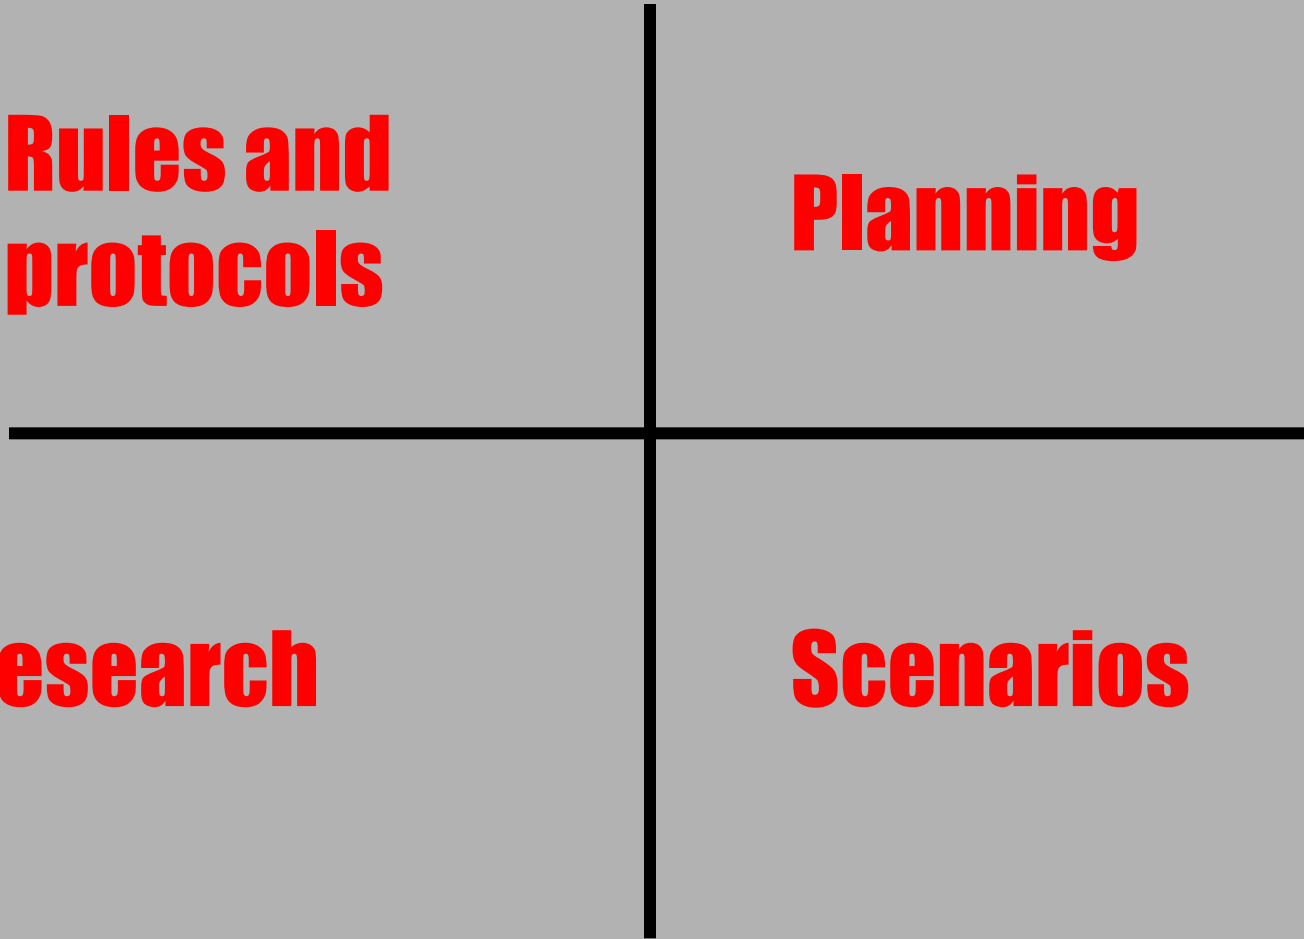 Rules and
protocols
Planning
esearch
Scenarios